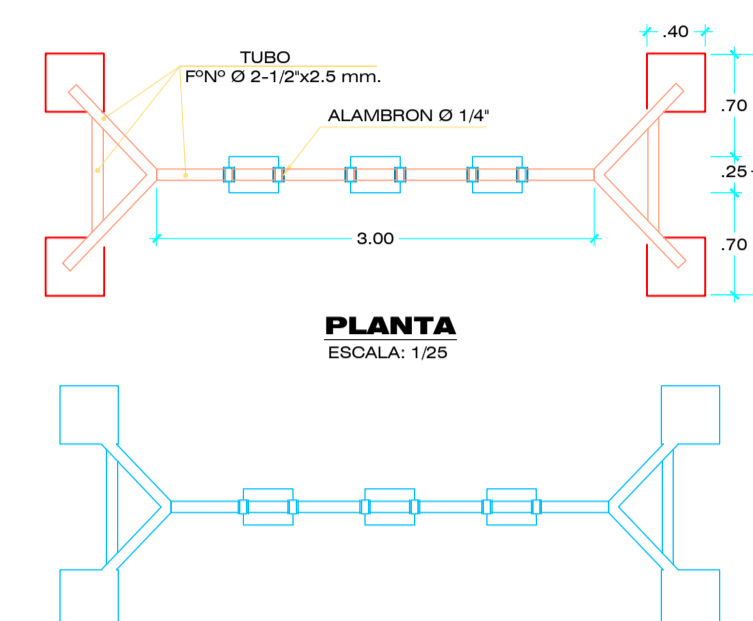 .40
TUBO
FºNº Ø 2-1/2"x2.5 mm.
.70
ALAMBRON Ø 1/4"
.25
3.00
.70
PLANTA
ESCALA: 1/25